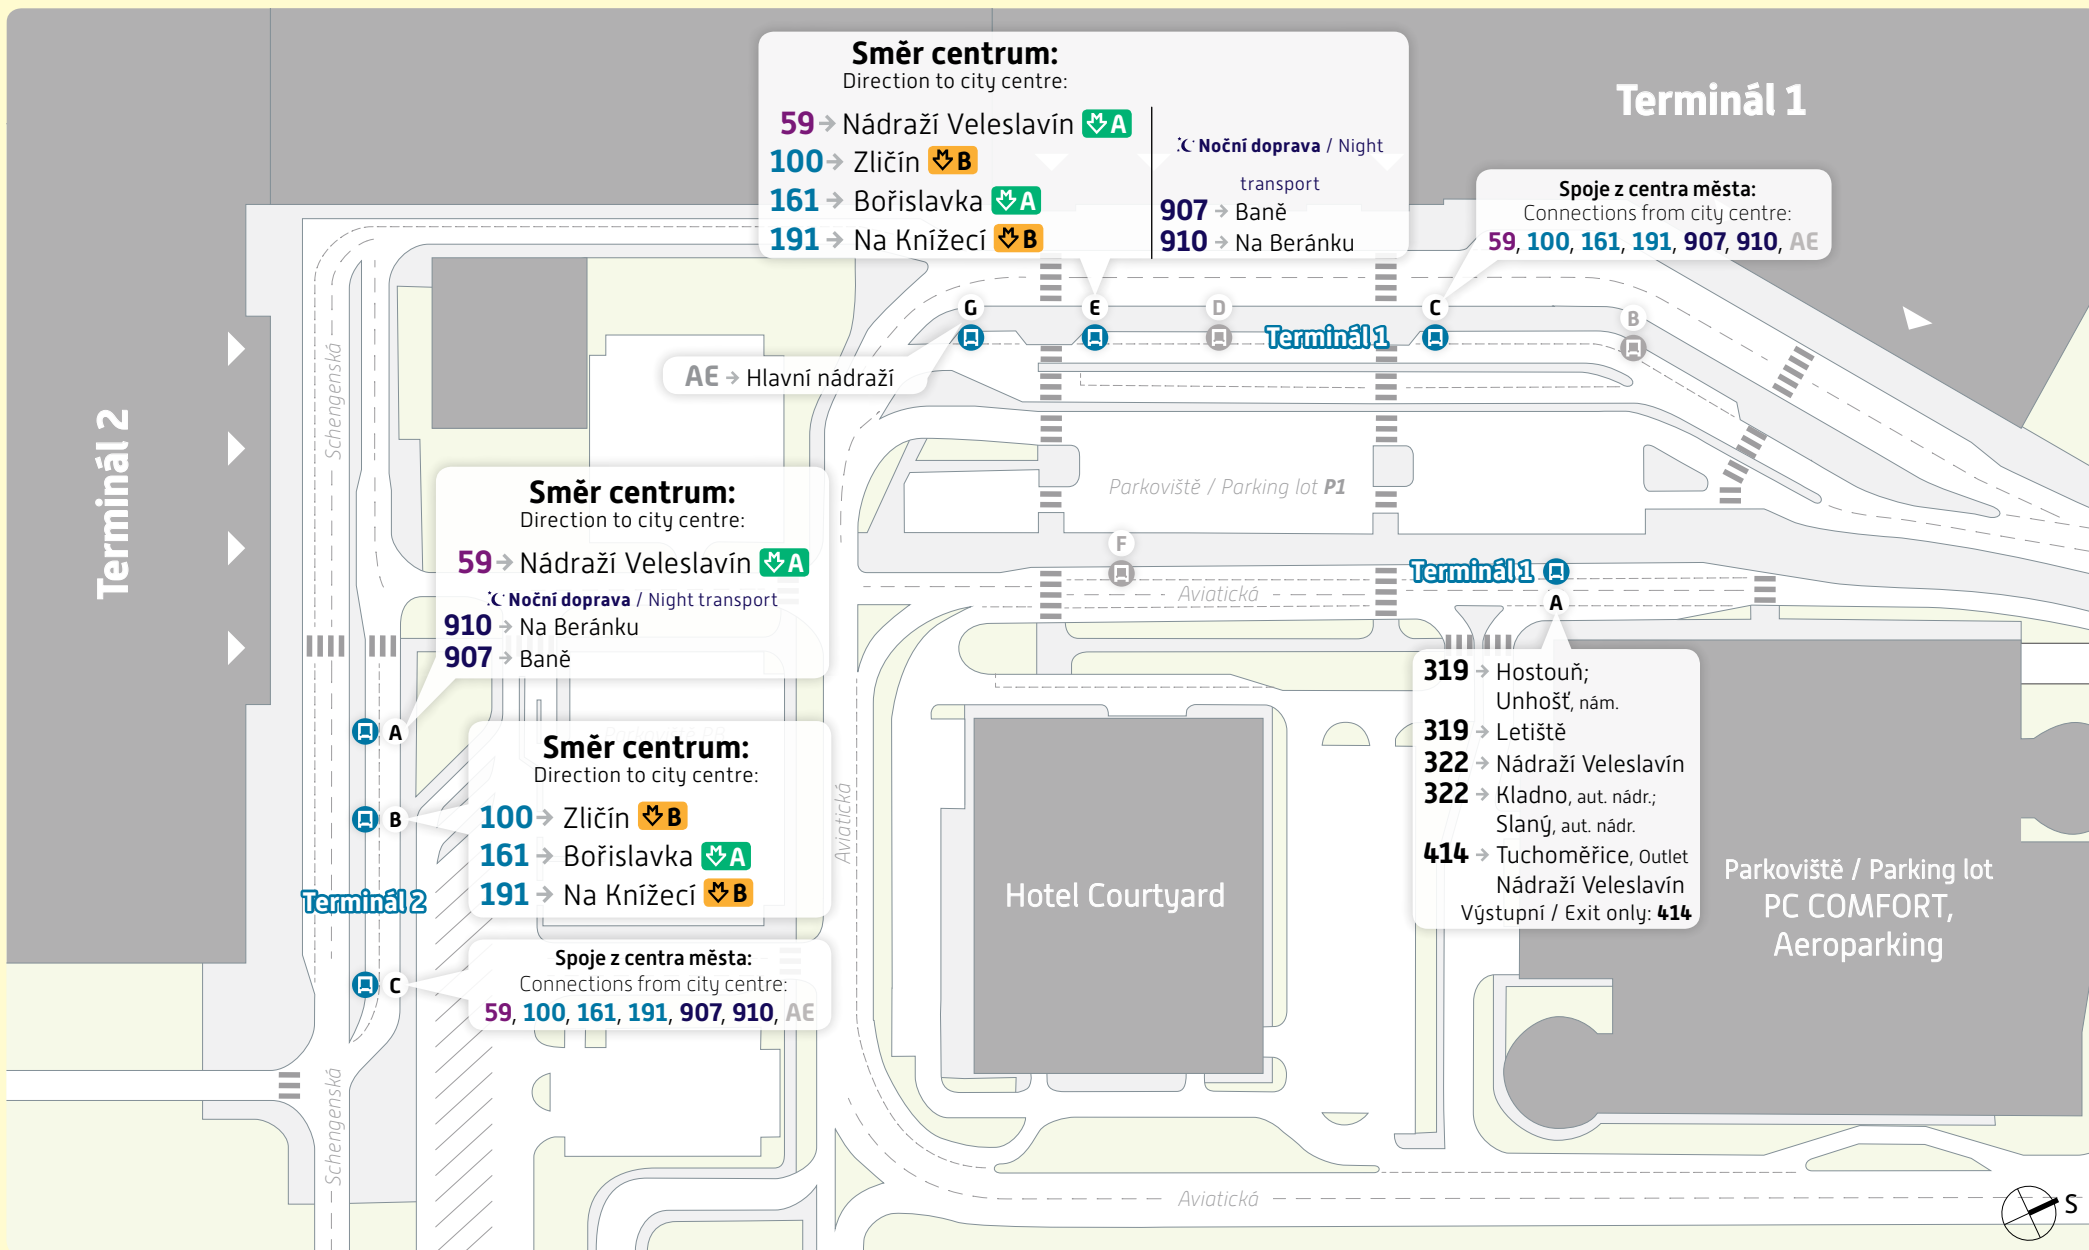 Směr centrum:
Direction to city centre:
59 → Nádraží Veleslavín A
100 → Zličín B
161 → Bořislavka A
191 → Na Knížecí B
Noční doprava / Night
transport
907 → Baně
910 → Na Beránku
Terminál 1
Spoje z centra města:
Connections from city centre:
59, 100, 161, 191, 907, 910, AE
G
E
D
C
B
Terminál 1
AE → Hlavní nádraží
Schengenská
Terminál 2
Směr centrum:
Direction to city centre:
59 → Nádraží Veleslavín A
Noční doprava / Night transport
910 → Na Beránku
907 → Baně
Parkoviště / Parking lot P1
F
Aviatická
Terminál 1
A
319 → Hostouň;
Unhošť, nám.
319 → Letiště
322 → Nádraží Veleslavín
322 → Kladno, aut. nádr.;
Slaný, aut. nádr.
414 → Tuchoměřice, Outlet
Nádraží Veleslavín
Výstupní / Exit only: 414
A
B
Směr centrum:
Direction to city centre:
100 → Zličín B
161 → Bořislavka A
191 → Na Knížecí B
Aviatická
Terminál 2
Hotel Courtyard
Parkoviště / Parking lot
PC COMFORT,
Aeroparking
C
Spoje z centra města:
Connections from city centre:
59, 100, 161, 191, 907, 910, AE
Schengenská
Aviatická
S